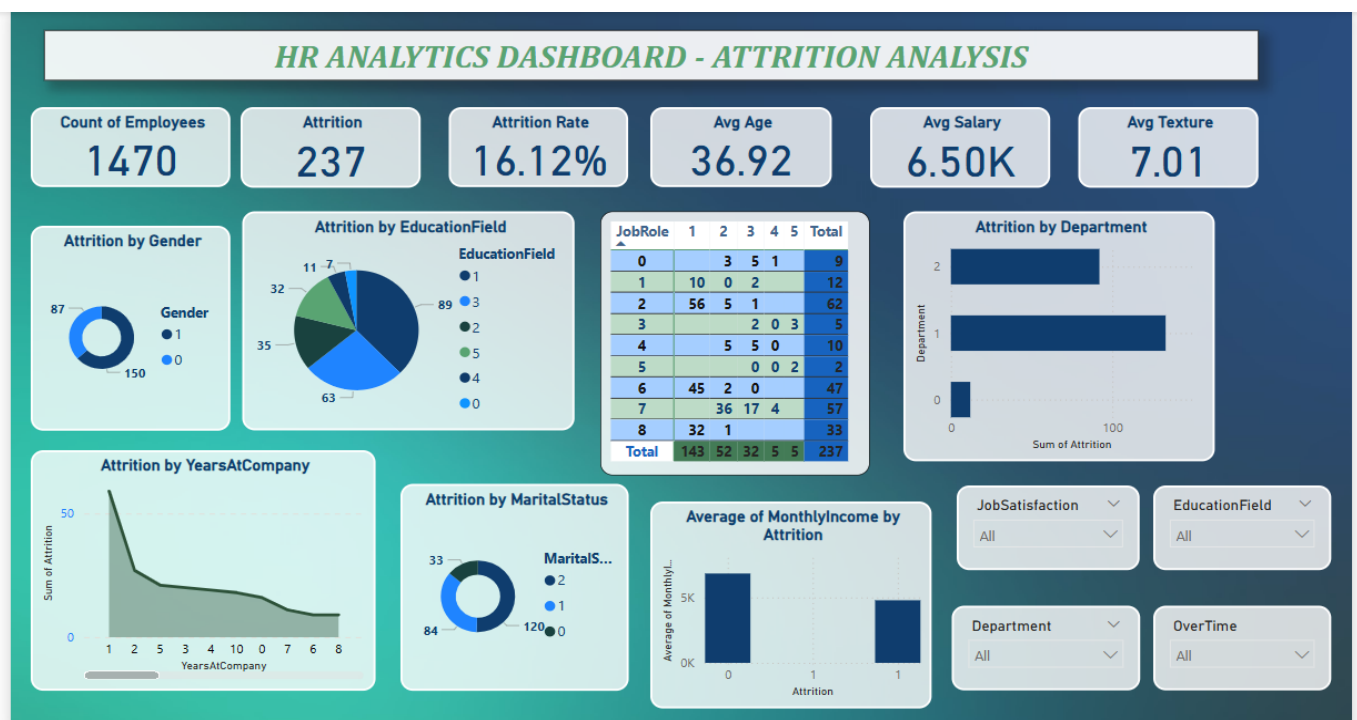 HR ANALYTICS DASHBOARD - ATTRITION ANALYSIS
Count of Employees
1470
Attrition
237
Attrition Rate
16.12%
Avg Age
36.92
Avg Salary
6.50K
Avg Texture
7.01
Attrition by Gender
87
150
Gender
1
0
Attrition by EducationField
11 7
32
35
63
89
EducationField
1
3
2
5
4
0
JobRole 1 2 3 4 5 Total
0 3 5 1 9
1 10 0 2 12
2 56 5 1 62
3 2 0 3 5
4 5 5 0 10
5 0 0 2 2
6 45 2 0 47
7 36 17 4 57
8 32 1 33
Total 143 52 32 5 5 237
Attrition by Department
Department
2
1
0
0 100
Sum of Attrition
Attrition by YearsAtCompany
Sum of Attrition
50
0
1 2 5 3 4 10 0 7 6 8
YearsAtCompany
Attrition by MaritalStatus
33
84
120
MaritalS...
2
1
0
Average of MonthlyIncome by
Attrition
Average of Monthlyl...
5K
0K
0 1 1
Attrition
JobSatisfaction
All
EducationField
All
Department
All
OverTime
All